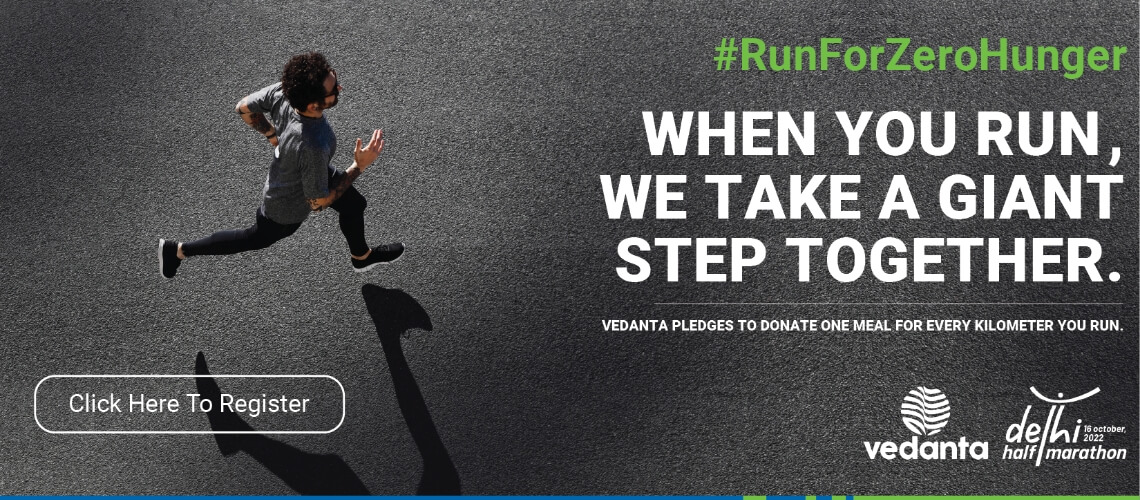 #RunForZeroHunger
WHEN YOU RUN,
WE TAKE A GIANT
STEP TOGETHER.
VEDANTA PLEDGES TO DONATE ONE MEAL FOR EVERY KILOMETER YOU RUN.
Click Here To Register
vedanta
delhi
16 october,
2022
half marathon